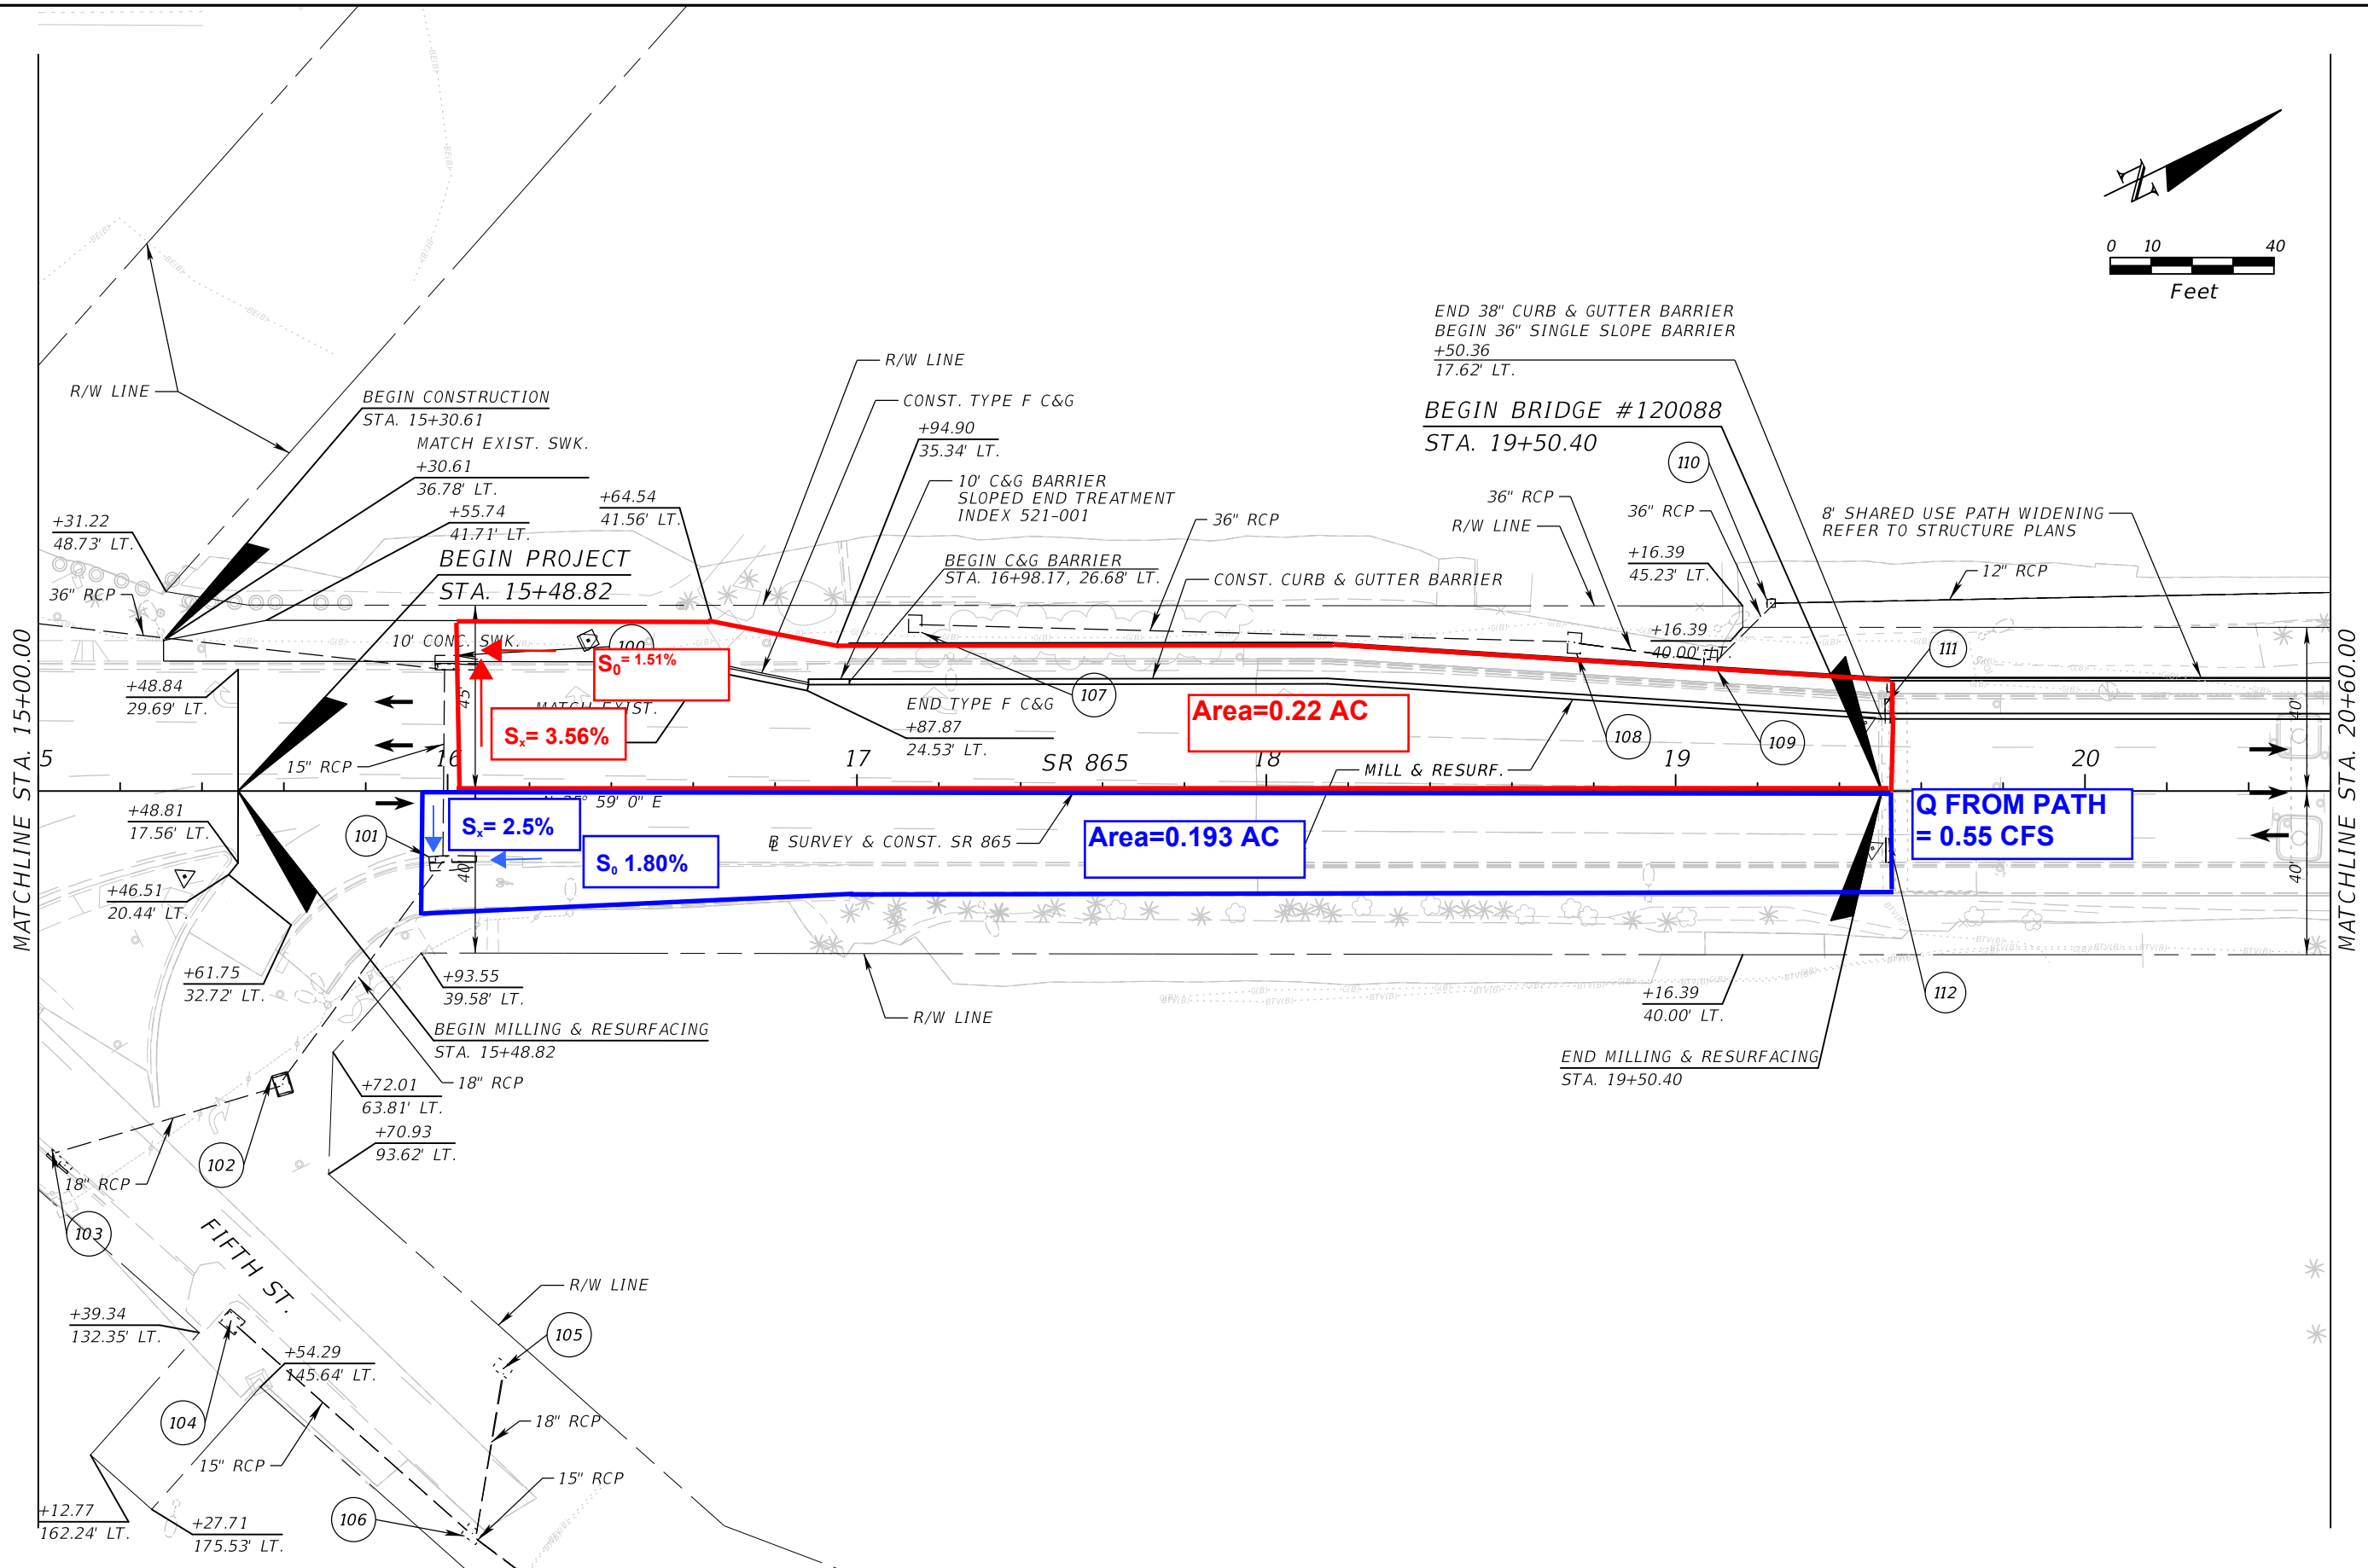 MATCHLINE STA. 15+00.00
MATCHLINE STA. 20+60.00
N
0 10 40
Feet
R/W LINE
BEGIN CONSTRUCTION
STA. 15+30.61
MATCH EXIST. SWK.
+30.61
36.78' LT.
+55.74
41.71' LT.
BEGIN PROJECT
STA. 15+48.82
+31.22
48.73' LT.
36" RCP
+64.54
41.56' LT.
R/W LINE
CONST. TYPE F C&G
+94.90
35.34' LT.
10' C&G BARRIER
SLOPED END TREATMENT
INDEX 521-001
BEGIN C&G BARRIER
STA. 16+98.17, 26.68' LT.
36" RCP
CONST. CURB & GUTTER BARRIER
END 38" CURB & GUTTER BARRIER
BEGIN 36" SINGLE SLOPE BARRIER
+50.36
17.62' LT.
BEGIN BRIDGE #120088
STA. 19+50.40
110
36" RCP
R/W LINE
36" RCP
+16.39
45.23' LT.
+16.39
40.00' LT.
8' SHARED USE PATH WIDENING
REFER TO STRUCTURE PLANS
12" RCP
111
10' CONC. SWK.
100
S0= 1.51%
+48.84
29.69' LT.
45'
MATCH EXIST.
Sx= 3.56%
15" RCP
END TYPE F C&G
+87.87
24.53' LT.
107
Area=0.22 AC
108
109
40'
5
16
17
SR 865
18
MILL & RESURF.
19
20
59' 0" E
+48.81
17.56' LT.
101
Sx= 2.5%
S0 1.80%
40'
B SURVEY & CONST. SR 865
Area=0.193 AC
Q FROM PATH
= 0.55 CFS
40'
+46.51
20.44' LT.
+61.75
32.72' LT.
+93.55
39.58' LT.
R/W LINE
+16.39
40.00' LT.
112
BEGIN MILLING & RESURFACING
STA. 15+48.82
END MILLING & RESURFACING
STA. 19+50.40
18" RCP
+72.01
63.81' LT.
+70.93
93.62' LT.
102
18" RCP
103
FIFTH ST.
R/W LINE
+39.34
132.35' LT.
105
+54.29
145.64' LT.
104
18" RCP
15" RCP
15" RCP
106
+12.77
162.24' LT.
+27.71
175.53' LT.